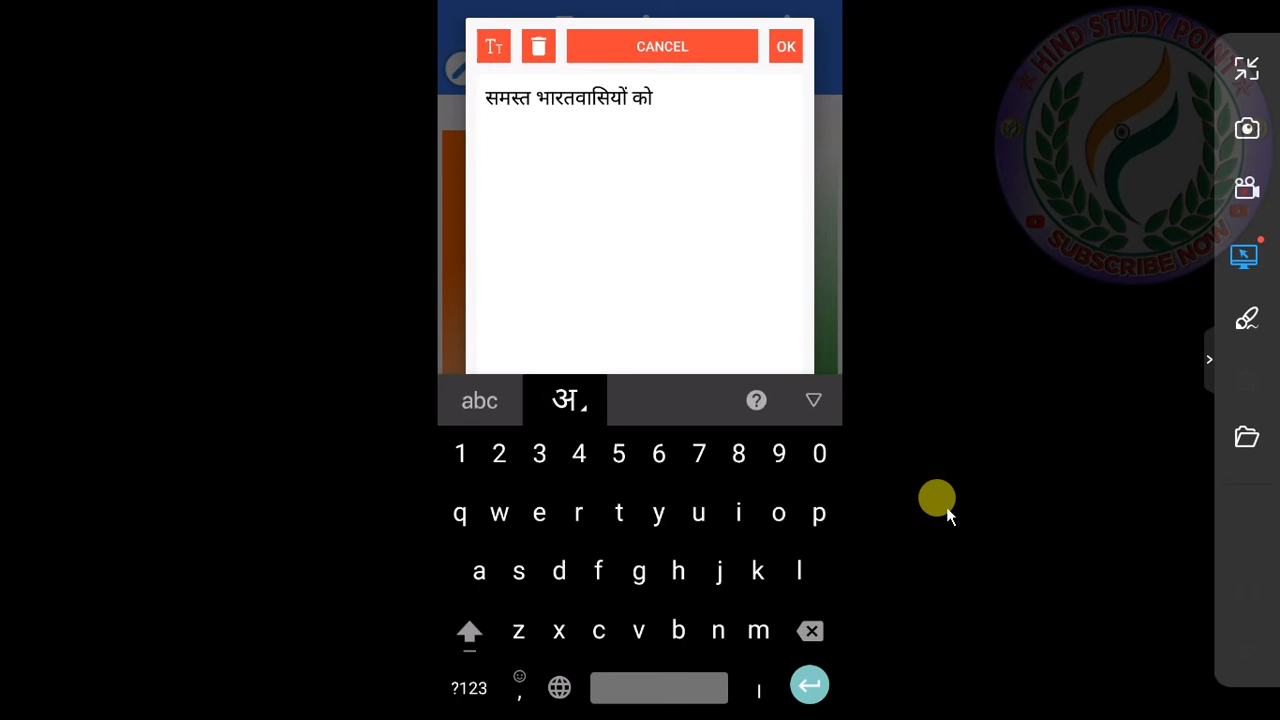 HIND STUDY POINT
SUBSCRIBE NOW
Tt
CANCEL
OK
समस्त भारतवासियों को
abc
अ
?
1 2 3 4 5 6 7 8 9 0
q w e r t y u i o p
a s d f g h j k l
z x c v b n m
?123
,
।